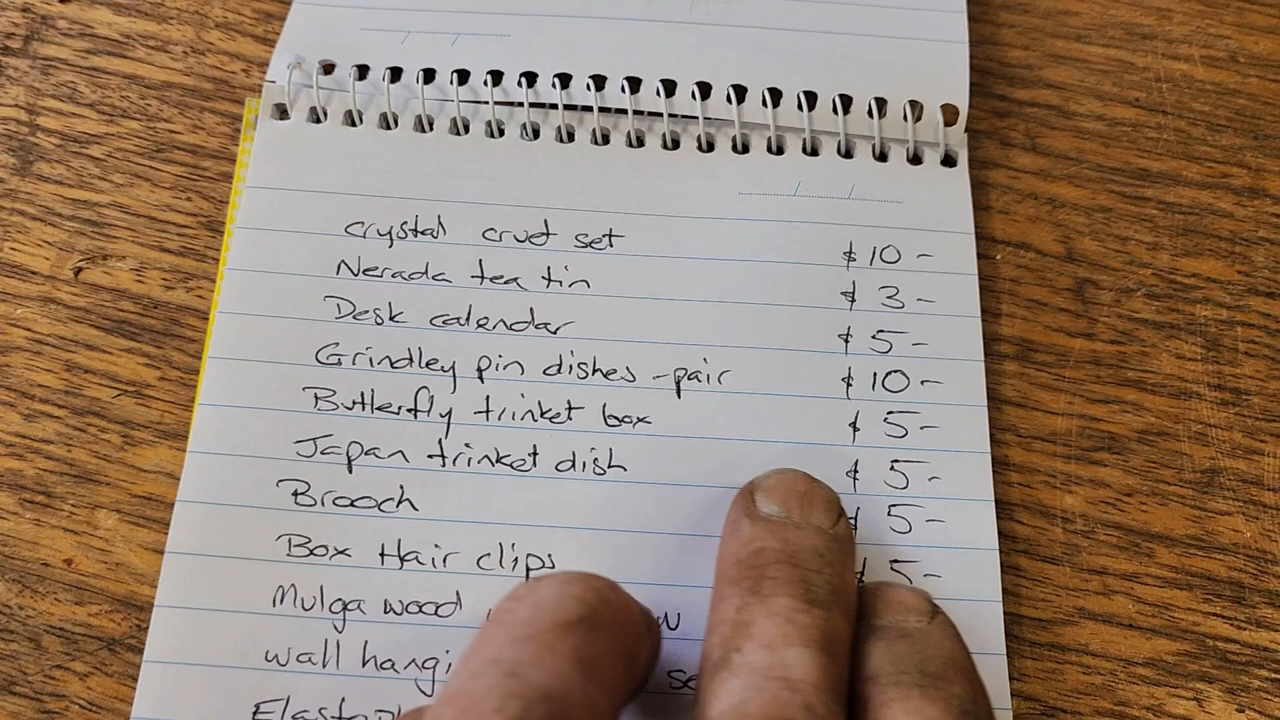 crystal cruet set $10-
Nerada tea tin $3-
Desk calendar $5-
Grindley pin dishes -pair $10-
Butterfly trinket box $5-
Japan trinket dish $5-
Brooch $5-
Box Hair clips $5-
Mulga wood
wall